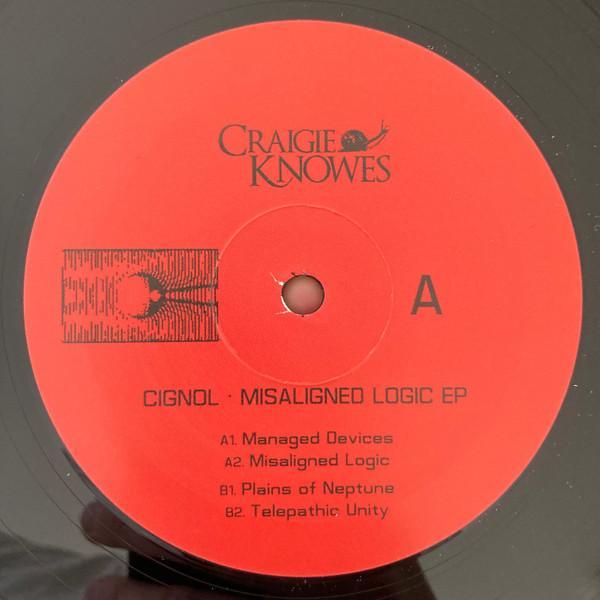 CRAIGIE
KNOWES
A
CIGNOL · MISALIGNED LOGIC EP
A1. Managed Devices
A2. Misaligned Logic
B1. Plains of Neptune
B2. Telepathic Unity